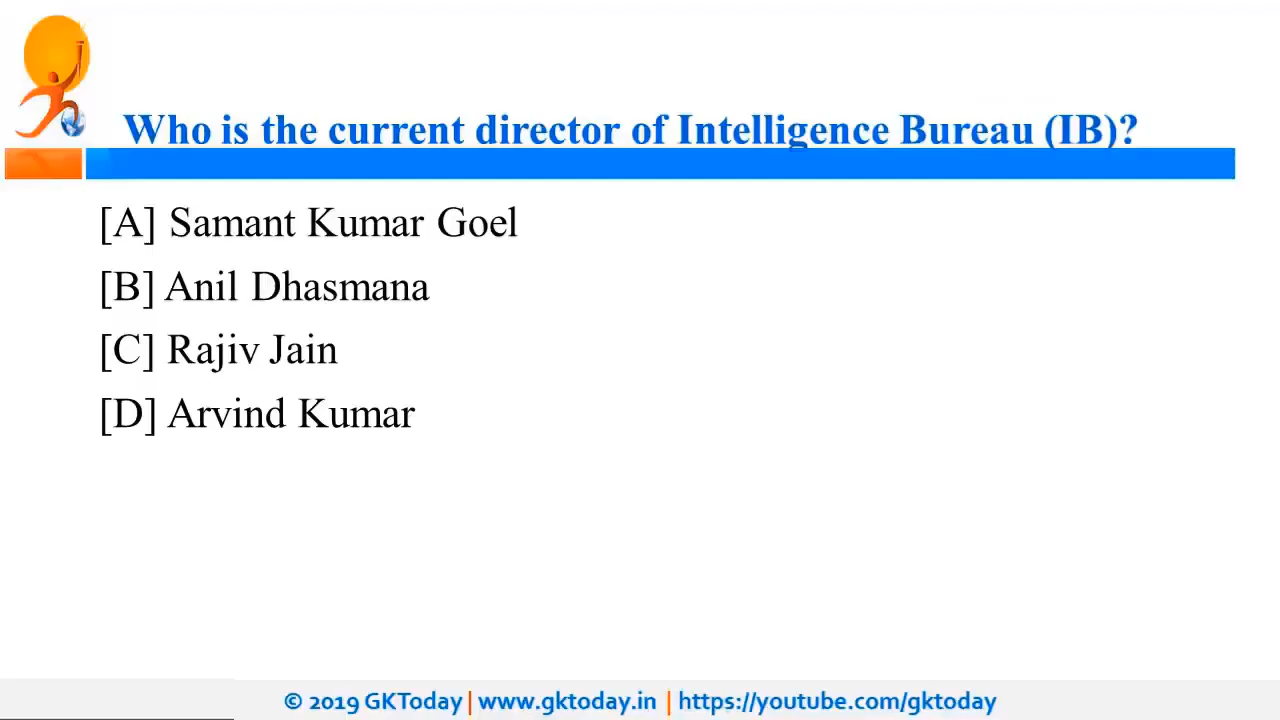 Who is the current director of Intelligence Bureau (IB)?
[A] Samant Kumar Goel
[B] Anil Dhasmana
[C] Rajiv Jain
[D] Arvind Kumar
© 2019 GKToday | www.gktoday.in | https://youtube.com/gktoday